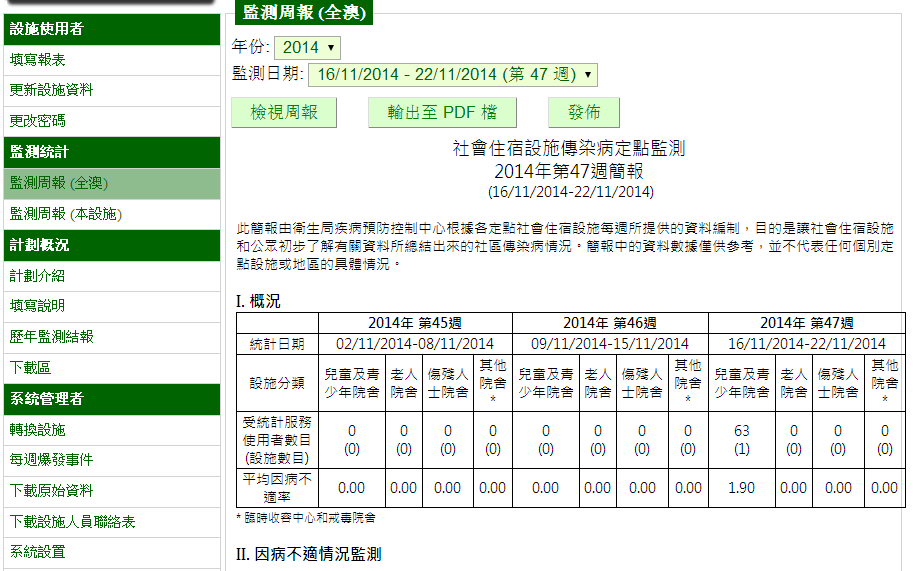 設施使用者
填寫報表
更新設施資料
更改密碼
監測統計
監測周報 (全澳)
監測周報 (本設施)
計劃概況
計劃介紹
填寫說明
歷年監測結報
下載區
系統管理者
轉換設施
每週爆發事件
下載原始資料
下載設施人員聯絡表
系統設置
監測周報 (全澳)
年份: 2014
監測日期: 16/11/2014 - 22/11/2014 (第 47 週)
檢視周報 輸出至 PDF 檔 發佈
社會住宿設施傳染病定點監測
2014年第47週簡報
(16/11/2014-22/11/2014)
此簡報由衛生局疾病預防控制中心根據各定點社會住宿設施每週所提供的資料編制，目的是讓社會住宿設施
和公眾初步了解有關資料所總結出來的社區傳染病情況。簡報中的資料數據僅供參考，並不代表任何個別定
點設施或地區的具體情況。
I. 概況
2014年 第45週 2014年 第46週 2014年 第47週
統計日期 02/11/2014-08/11/2014 09/11/2014-15/11/2014 16/11/2014-22/11/2014
設施分類 兒童及青少年院舍 老人院舍 傷殘人士院舍 其他院舍* 兒童及青少年院舍 老人院舍 傷殘人士院舍 其他院舍* 兒童及青少年院舍 老人院舍 傷殘人士院舍 其他院舍*
受統計服務使用者數目(設施數目) 0 (0) 0 (0) 0 (0) 0 (0) 0 (0) 0 (0) 0 (0) 0 (0) 63 (1) 0 (0) 0 (0) 0 (0)
平均因病不適率 0.00 0.00 0.00 0.00 0.00 0.00 0.00 0.00 1.90 0.00 0.00 0.00
* 臨時收容中心和戒毒院舍
II. 因病不適情況監測